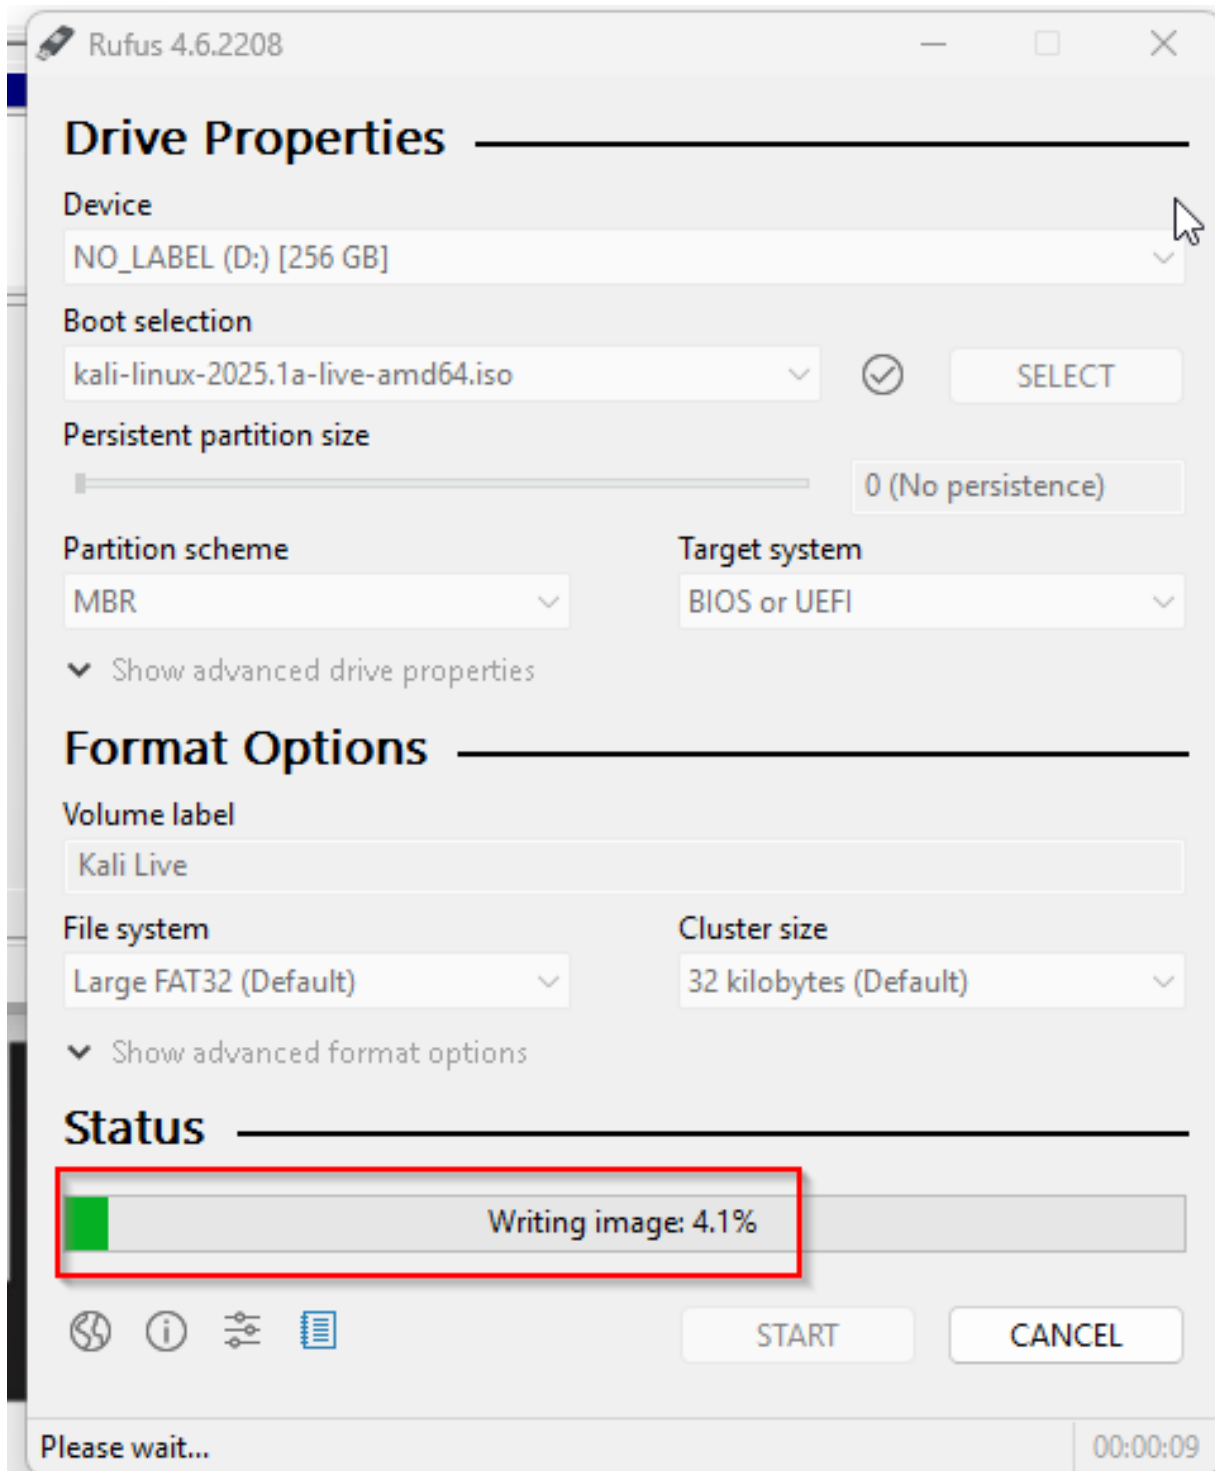 Rufus 4.6.2208
Drive Properties
Device
NO_LABEL (D:) [256 GB]
Boot selection
kali-linux-2025.1a-live-amd64.iso
SELECT
Persistent partition size
0 (No persistence)
Partition scheme
Target system
MBR
BIOS or UEFI
Show advanced drive properties
Format Options
Volume label
Kali Live
File system
Cluster size
Large FAT32 (Default)
32 kilobytes (Default)
Show advanced format options
Status
Writing image: 4.1%
START
CANCEL
Please wait...
00:00:09